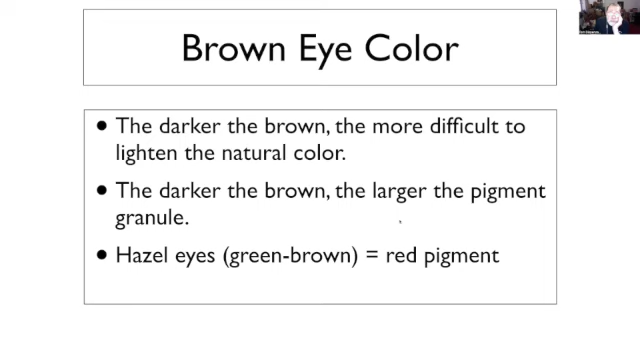 Brown Eye Color
• The darker the brown, the more difficult to
lighten the natural color.
• The darker the brown, the larger the pigment
granule.
• Hazel eyes (green-brown) = red pigment